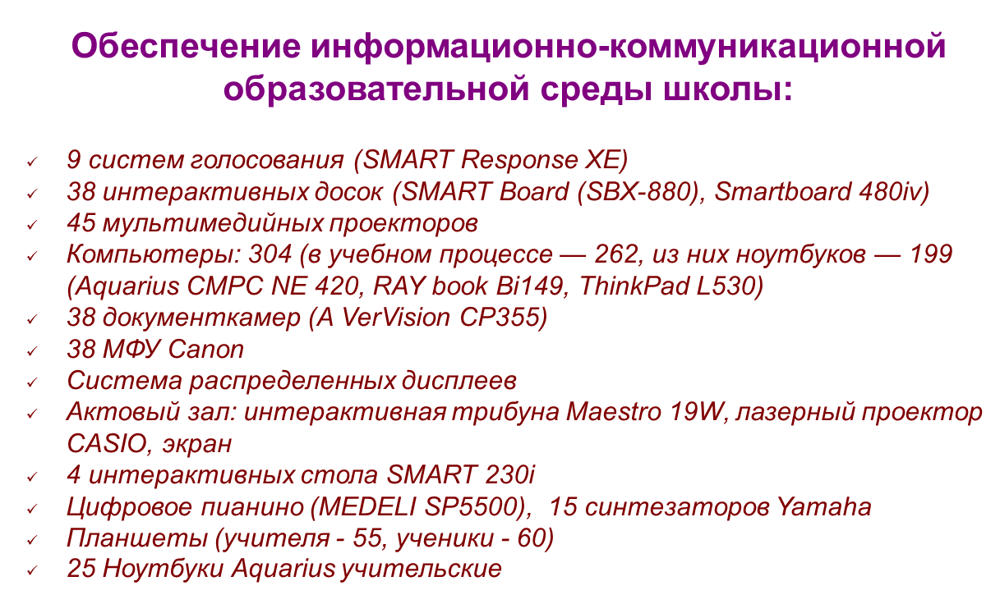 Обеспечение информационно-коммуникационной
образовательной среды школы:
✓ 9 систем голосования (SMART Response XE)
✓ 38 интерактивных досок (SMART Board (SBX-880), Smartboard 480iv)
✓ 45 мультимедийных проекторов
✓ Компьютеры: 304 (в учебном процессе — 262, из них ноутбуков — 199
(Aquarius CMPC NE 420, RAY book Bi149, ThinkPad L530)
✓ 38 документкамер (A VerVision CP355)
✓ 38 МФУ Canon
✓ Система распределенных дисплеев
✓ Актовый зал: интерактивная трибуна Maestro 19W, лазерный проектор
CASIO, экран
✓ 4 интерактивных стола SMART 230i
✓ Цифровое пианино (MEDELI SP5500), 15 синтезаторов Yamaha
✓ Планшеты (учителя - 55, ученики - 60)
✓ 25 Ноутбуки Aquarius учительские